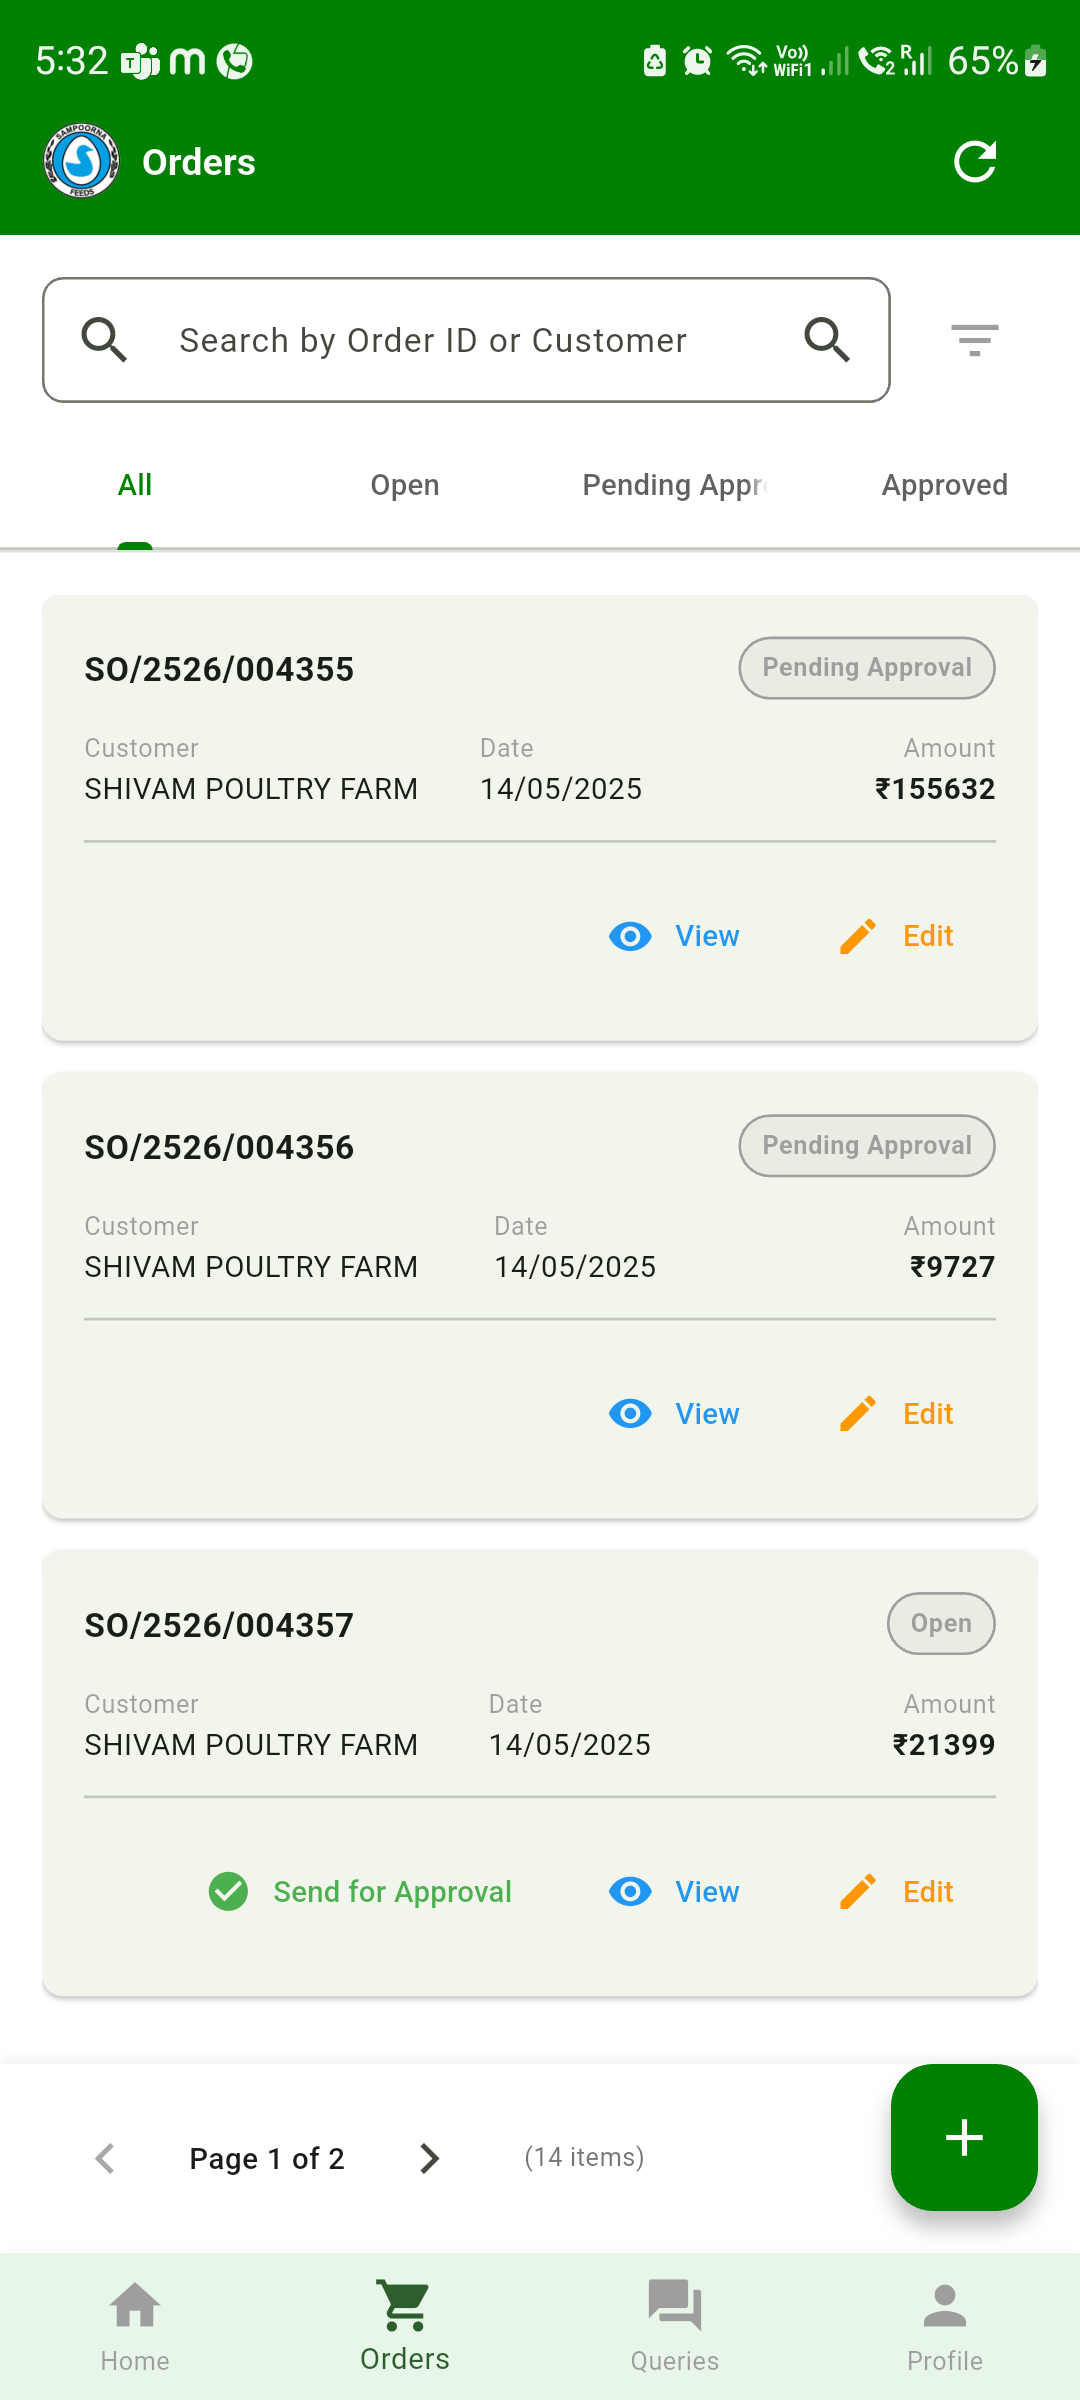 5:32 Vo)) WiFi1 2 R 65%
SAMPOORNA
FEEDS
Orders
Search by Order ID or Customer
All Open Pending Appr Approved
SO/2526/004355 Pending Approval
Customer Date Amount
SHIVAM POULTRY FARM 14/05/2025 ₹155632
View Edit
SO/2526/004356 Pending Approval
Customer Date Amount
SHIVAM POULTRY FARM 14/05/2025 ₹9727
View Edit
SO/2526/004357 Open
Customer Date Amount
SHIVAM POULTRY FARM 14/05/2025 ₹21399
Send for Approval View Edit
Page 1 of 2 (14 items)
Home Orders Queries Profile